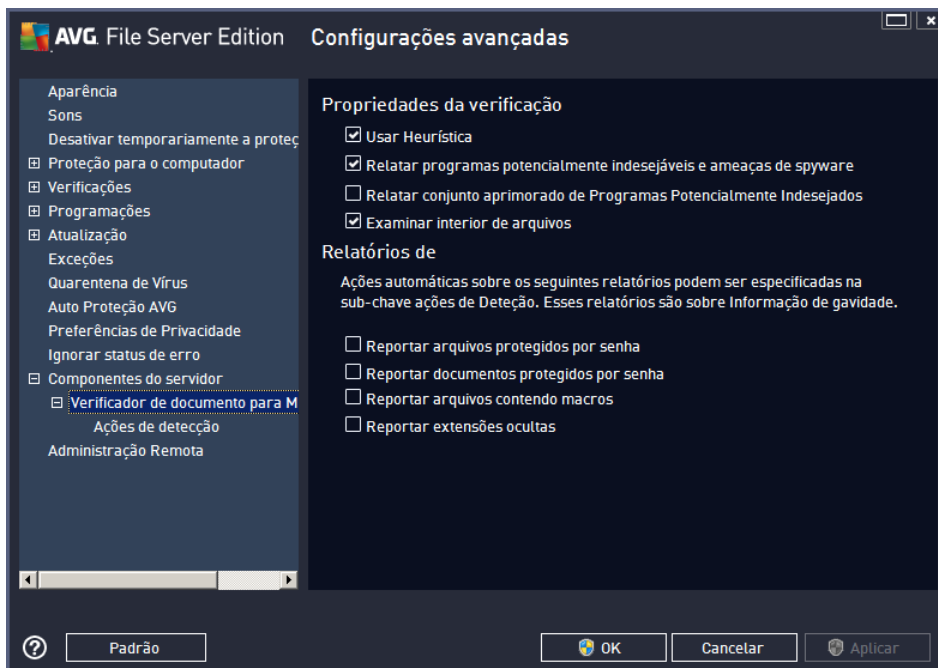 AVG. File Server Edition Configurações avançadas
Aparência
Sons
Desativar temporariamente a proteç
Proteção para o computador
Verificações
Programações
Atualização
Exceções
Quarentena de Vírus
Auto Proteção AVG
Preferências de Privacidade
Ignorar status de erro
Componentes do servidor
Verificador de documento para M
Ações de detecção
Administração Remota
Propriedades da verificação
Usar Heurística
Relatar programas potencialmente indesejáveis e ameaças de spyware
Relatar conjunto aprimorado de Programas Potencialmente Indesejados
Examinar interior de arquivos
Relatórios de
Ações automáticas sobre os seguintes relatórios podem ser especificadas na
sub-chave ações de Deteção. Esses relatórios são sobre Informação de gavidade.
Reportar arquivos protegidos por senha
Reportar documentos protegidos por senha
Reportar arquivos contendo macros
Reportar extensões ocultas
Padrão
OK
Cancelar
Aplicar